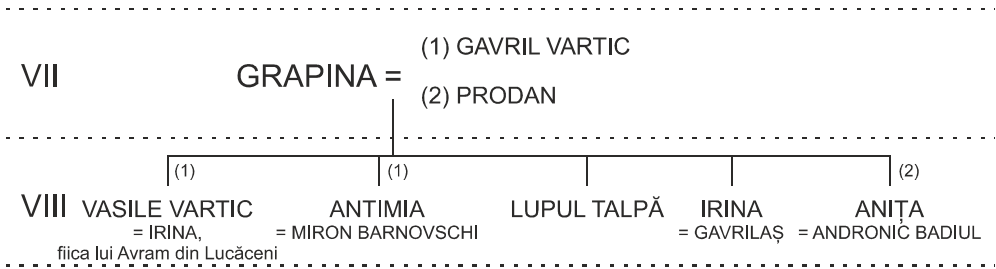 (1) GAVRIL VARTIC
VII GRAPINA =
(2) PRODAN
(1) (1) (2)
VIII VASILE VARTIC ANTIMIA LUPUL TALPĂ IRINA ANIȚA
= IRINA, = MIRON BARNOVSCHI = GAVRILAȘ = ANDRONIC BADIUL
fiica lui Avram din Lucăceni